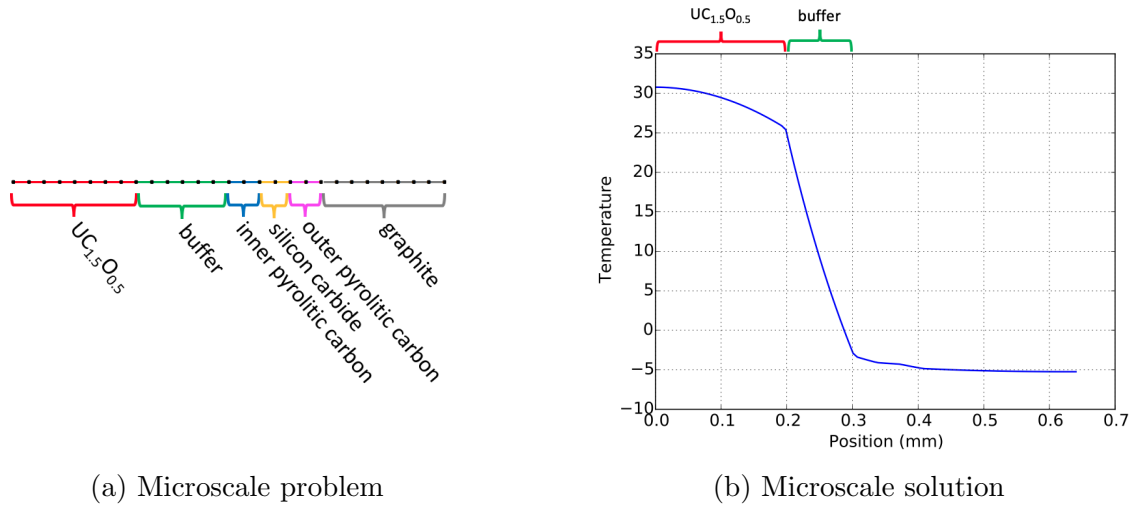 UC₁.₅O₀.₅
buffer
inner pyrolitic carbon
silicon carbide
outer pyrolitic carbon
graphite
(a) Microscale problem
UC₁.₅O₀.₅
buffer
Temperature
35
30
25
20
15
10
5
0
−5
−10
0.0 0.1 0.2 0.3 0.4 0.5 0.6 0.7
Position (mm)
(b) Microscale solution